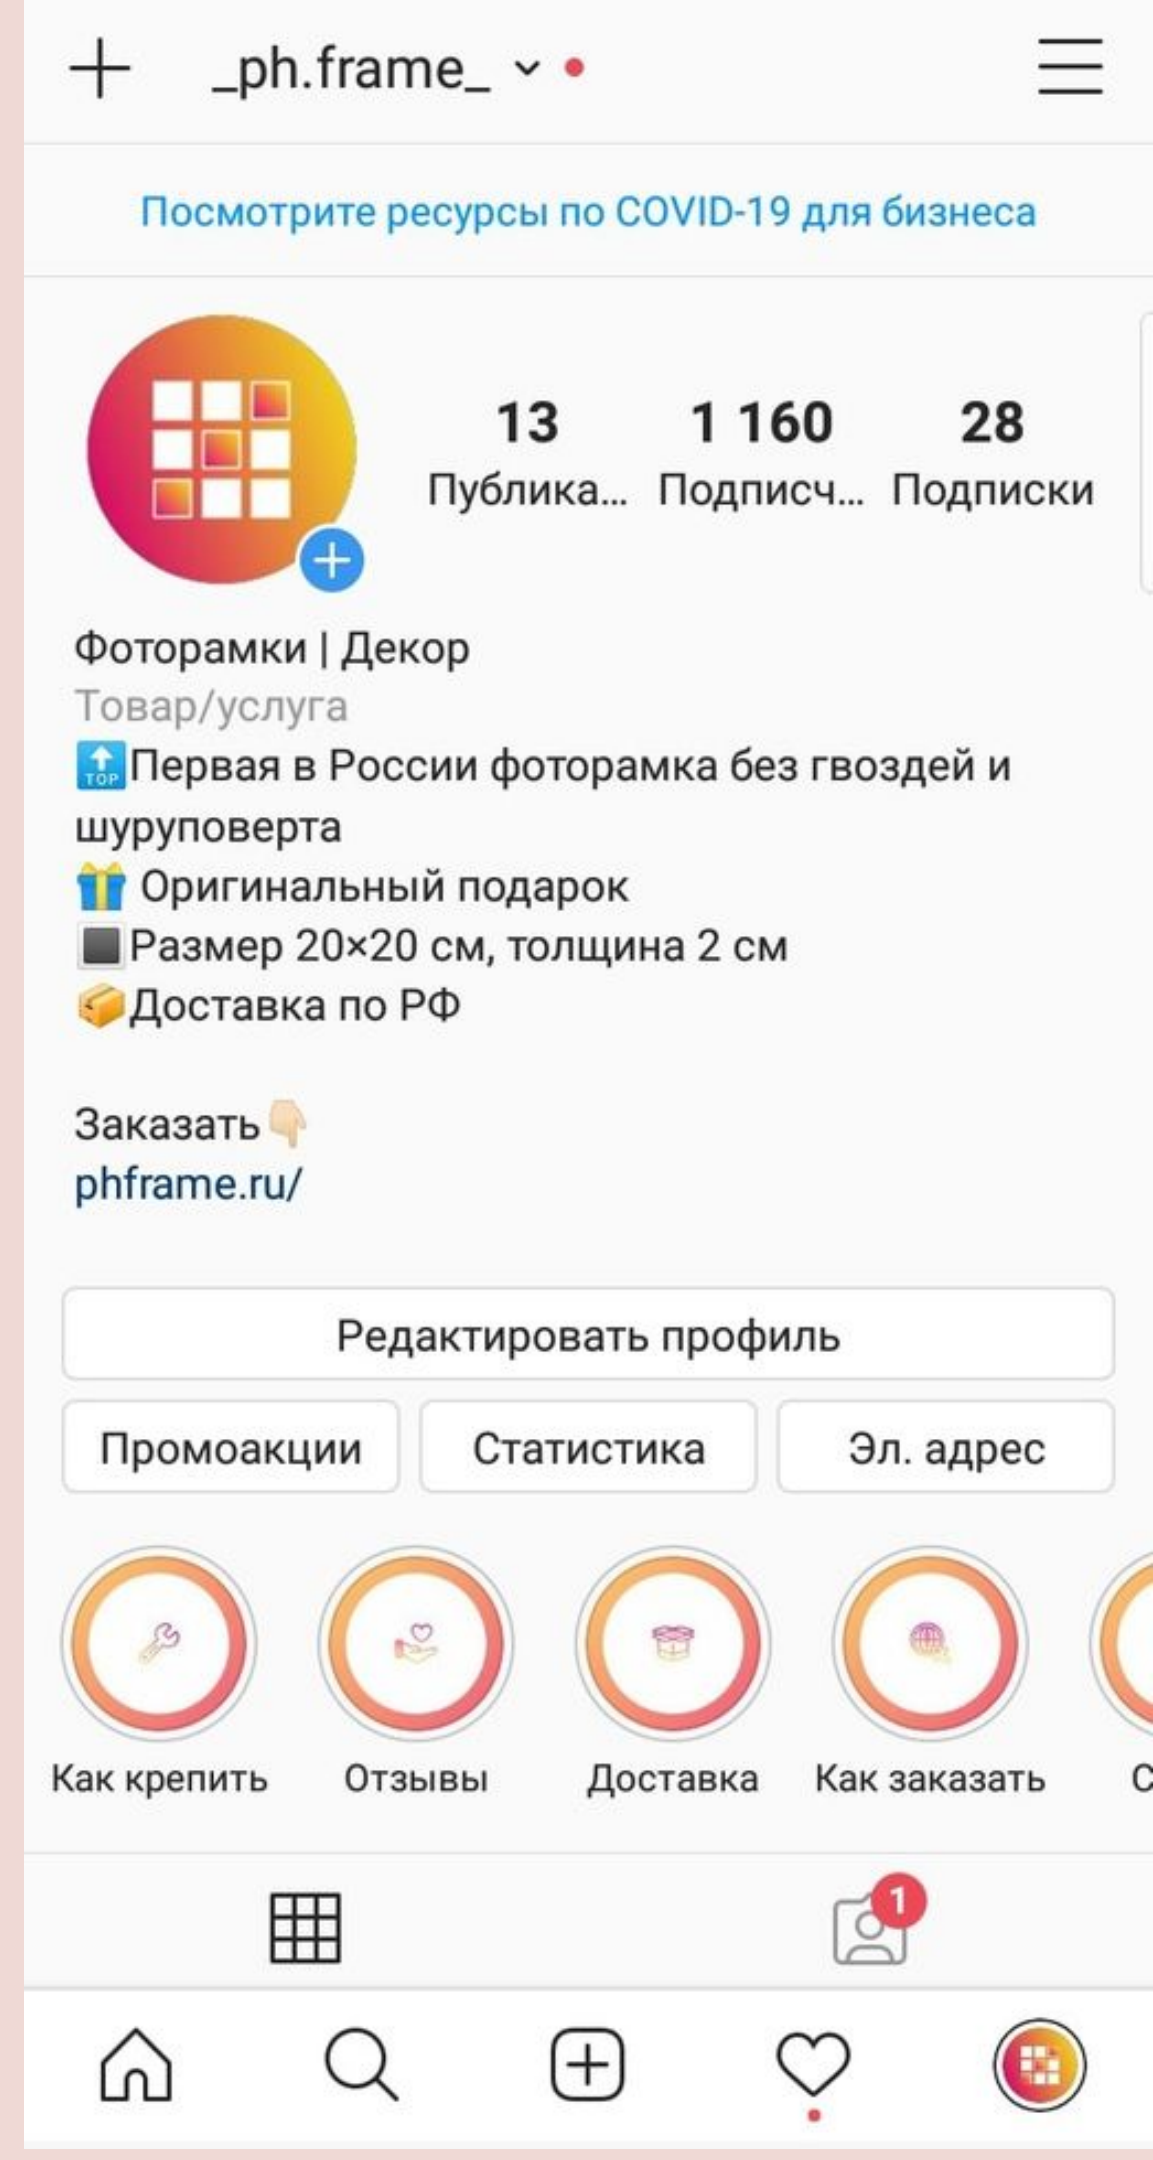 _ph.frame_
Посмотрите ресурсы по COVID-19 для бизнеса
13 1 160 28
Публика... Подписч... Подписки
Фоторамки | Декор
Товар/услуга
TOP Первая в России фоторамка без гвоздей и
шуруповерта
Оригинальный подарок
Размер 20×20 см, толщина 2 см
Доставка по РФ
Заказать
phframe.ru/
Редактировать профиль
Промоакции Статистика Эл. адрес
Как крепить Отзывы Доставка Как заказать С
1